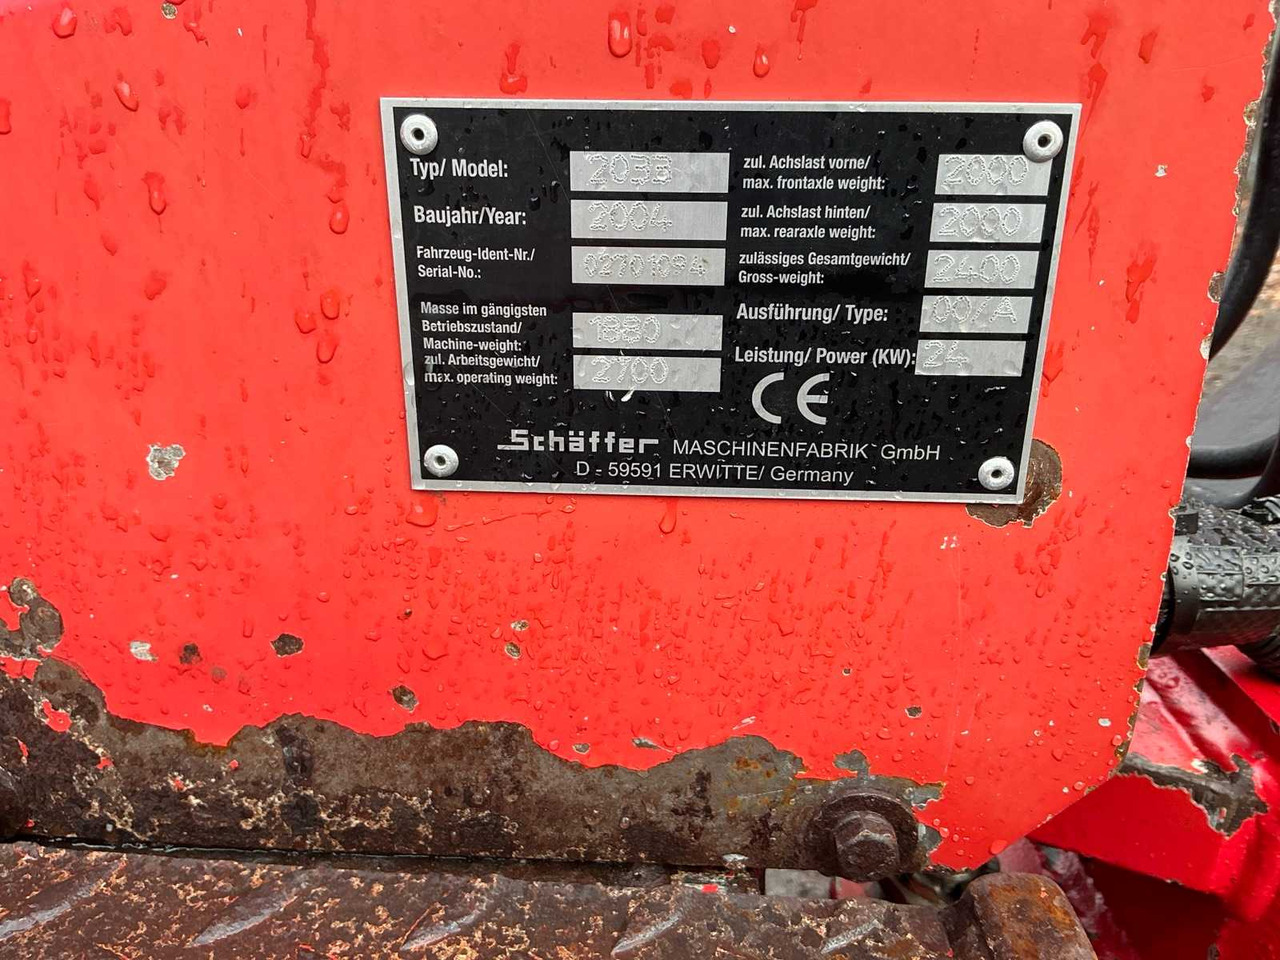 Typ/ Model: 2033
Baujahr/Year: 2004
Fahrzeug-Ident-Nr./
Serial-No.: 02701094
Masse im gängigsten
Betriebszustand/
Machine-weight: 1880
zul. Arbeitsgewicht/
max. operating weight: 2700
zul. Achslast vorne/
max. frontaxle weight: 2000
zul. Achslast hinten/
max. rearaxle weight: 2000
zulässiges Gesamtgewicht/
Gross-weight: 2400
Ausführung/ Type: 00/A
Leistung/ Power (KW): 24
CE
Schäffer MASCHINENFABRIK GmbH
D - 59591 ERWITTE/ Germany